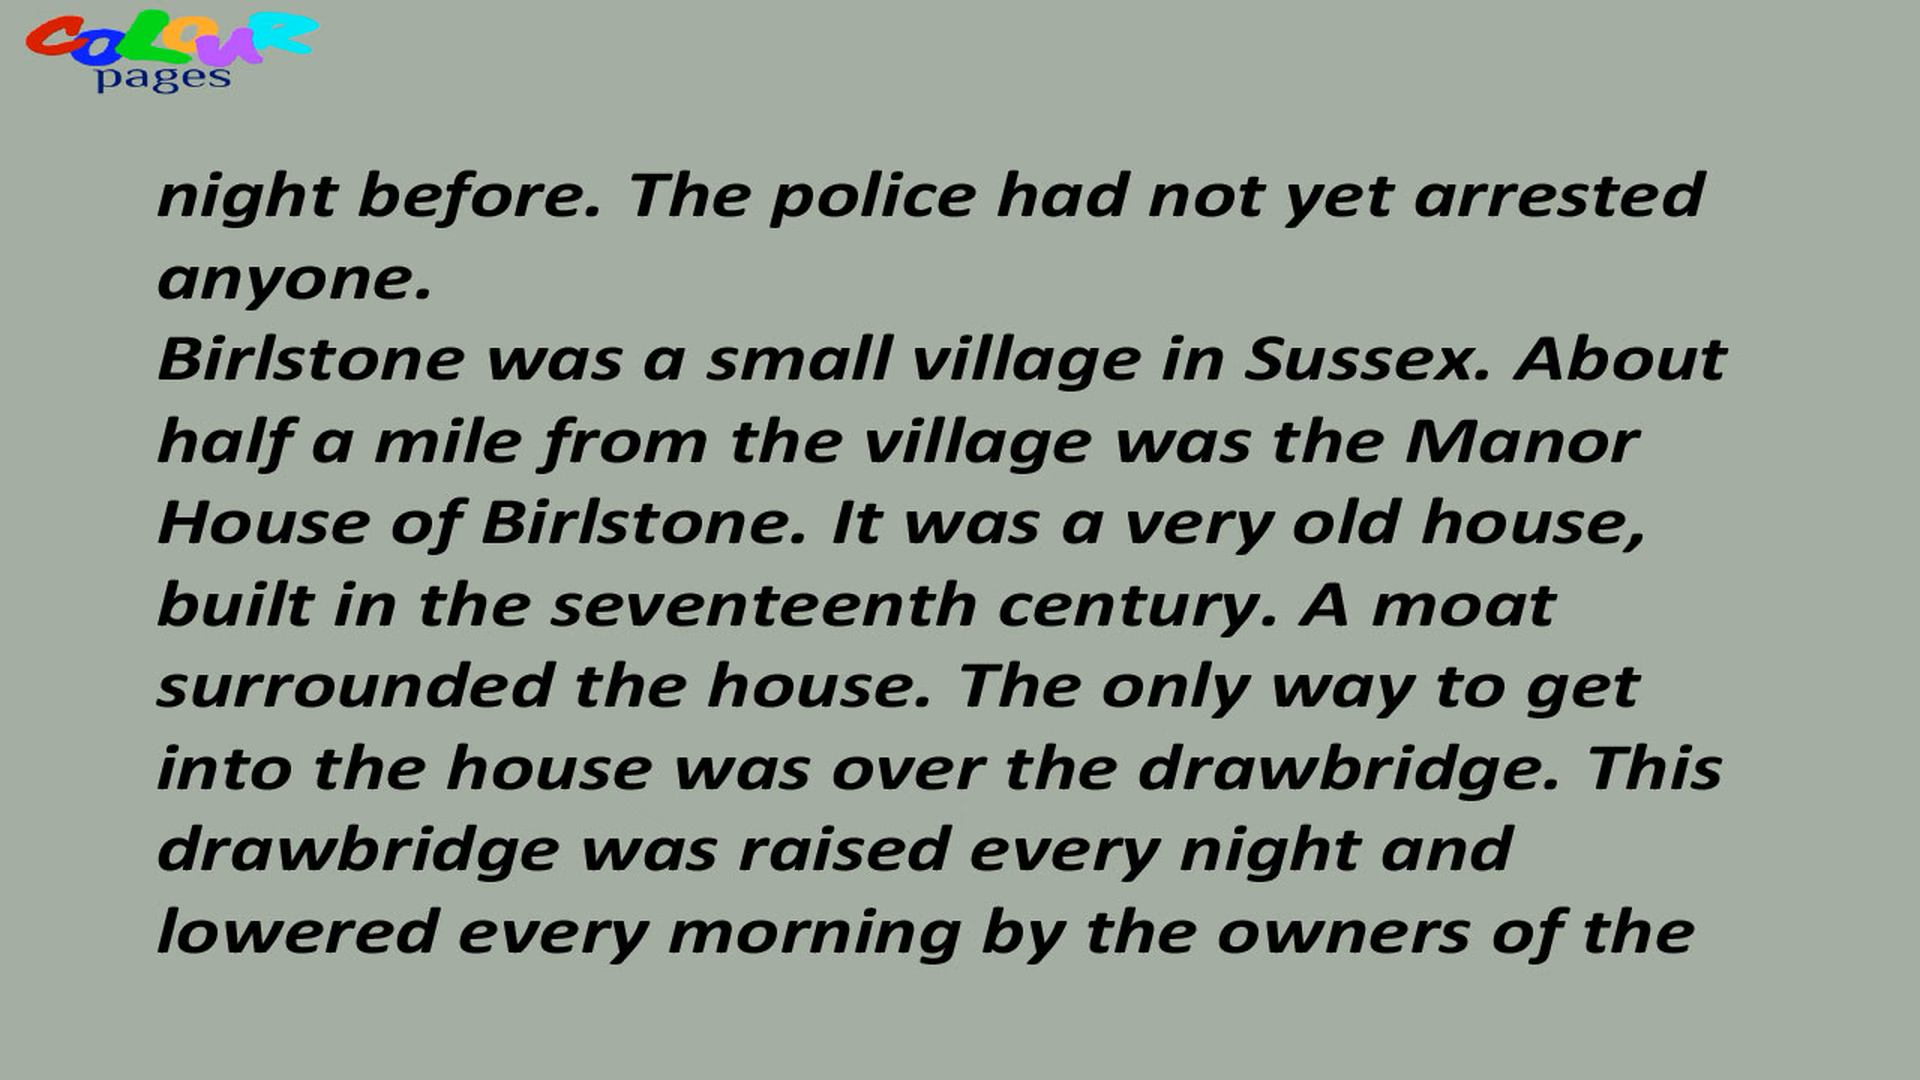 CoLouR
pages
night before. The police had not yet arrested
anyone.
Birlstone was a small village in Sussex. About
half a mile from the village was the Manor
House of Birlstone. It was a very old house,
built in the seventeenth century. A moat
surrounded the house. The only way to get
into the house was over the drawbridge. This
drawbridge was raised every night and
lowered every morning by the owners of the